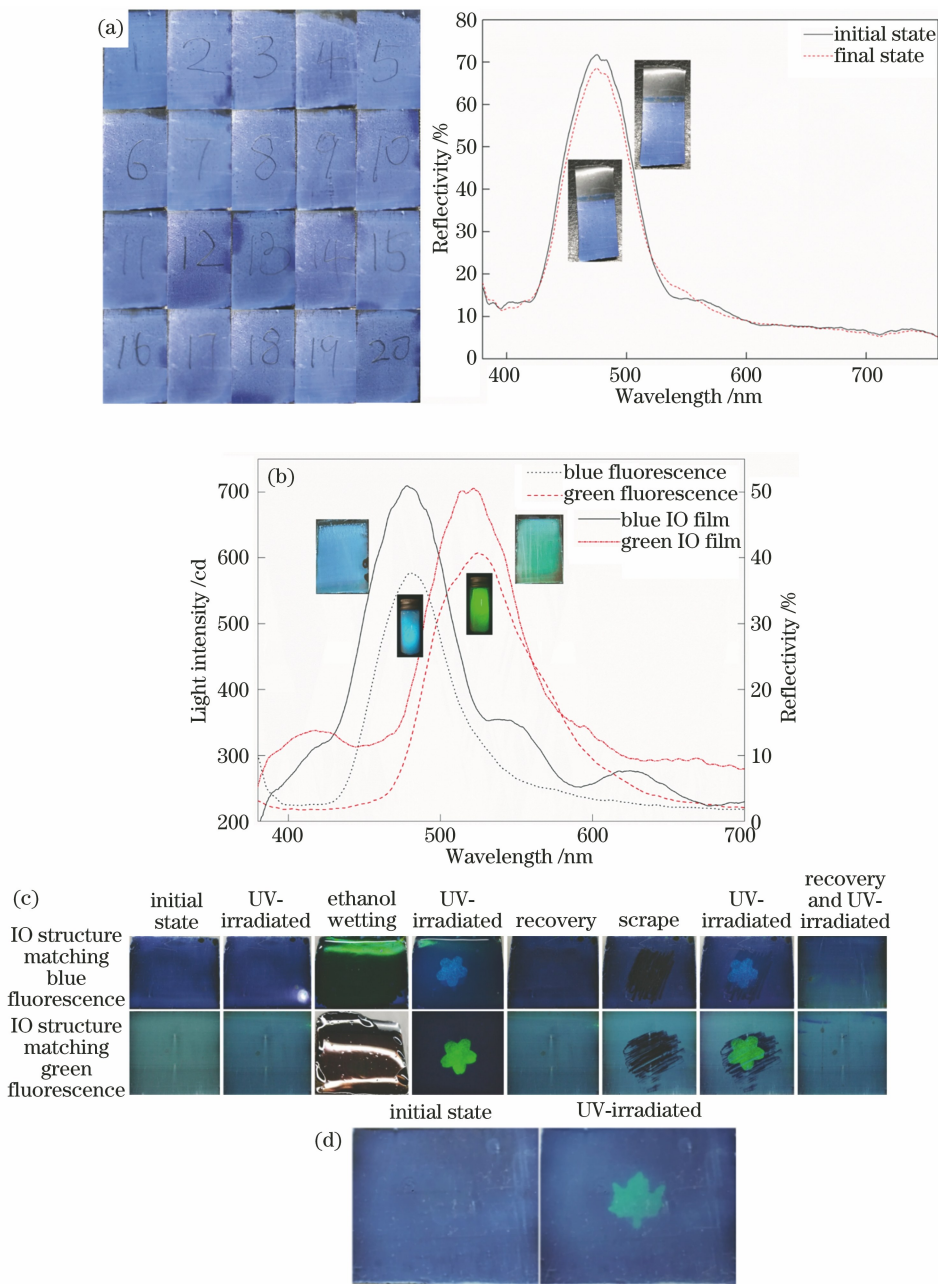 (a)
1 2 3 4 5
6 7 8 9 10
11 12 13 14 15
16 17 18 19 20
80
70
60
50
40
30
20
10
0
Reflectivity /%
initial state
final state
400 500 600 700
Wavelength /nm
(b)
700
600
500
400
300
200
Light intensity /cd
blue fluorescence
green fluorescence
blue IO film
green IO film
50
40
30
20
10
0
Reflectivity /%
400 500 600 700
Wavelength /nm
(c)
initial state
UV-irradiated
ethanol wetting
UV-irradiated
recovery
scrape
UV-irradiated
recovery and UV-irradiated
IO structure
matching
blue
fluorescence
IO structure
matching
green
fluorescence
(d)
initial state
UV-irradiated